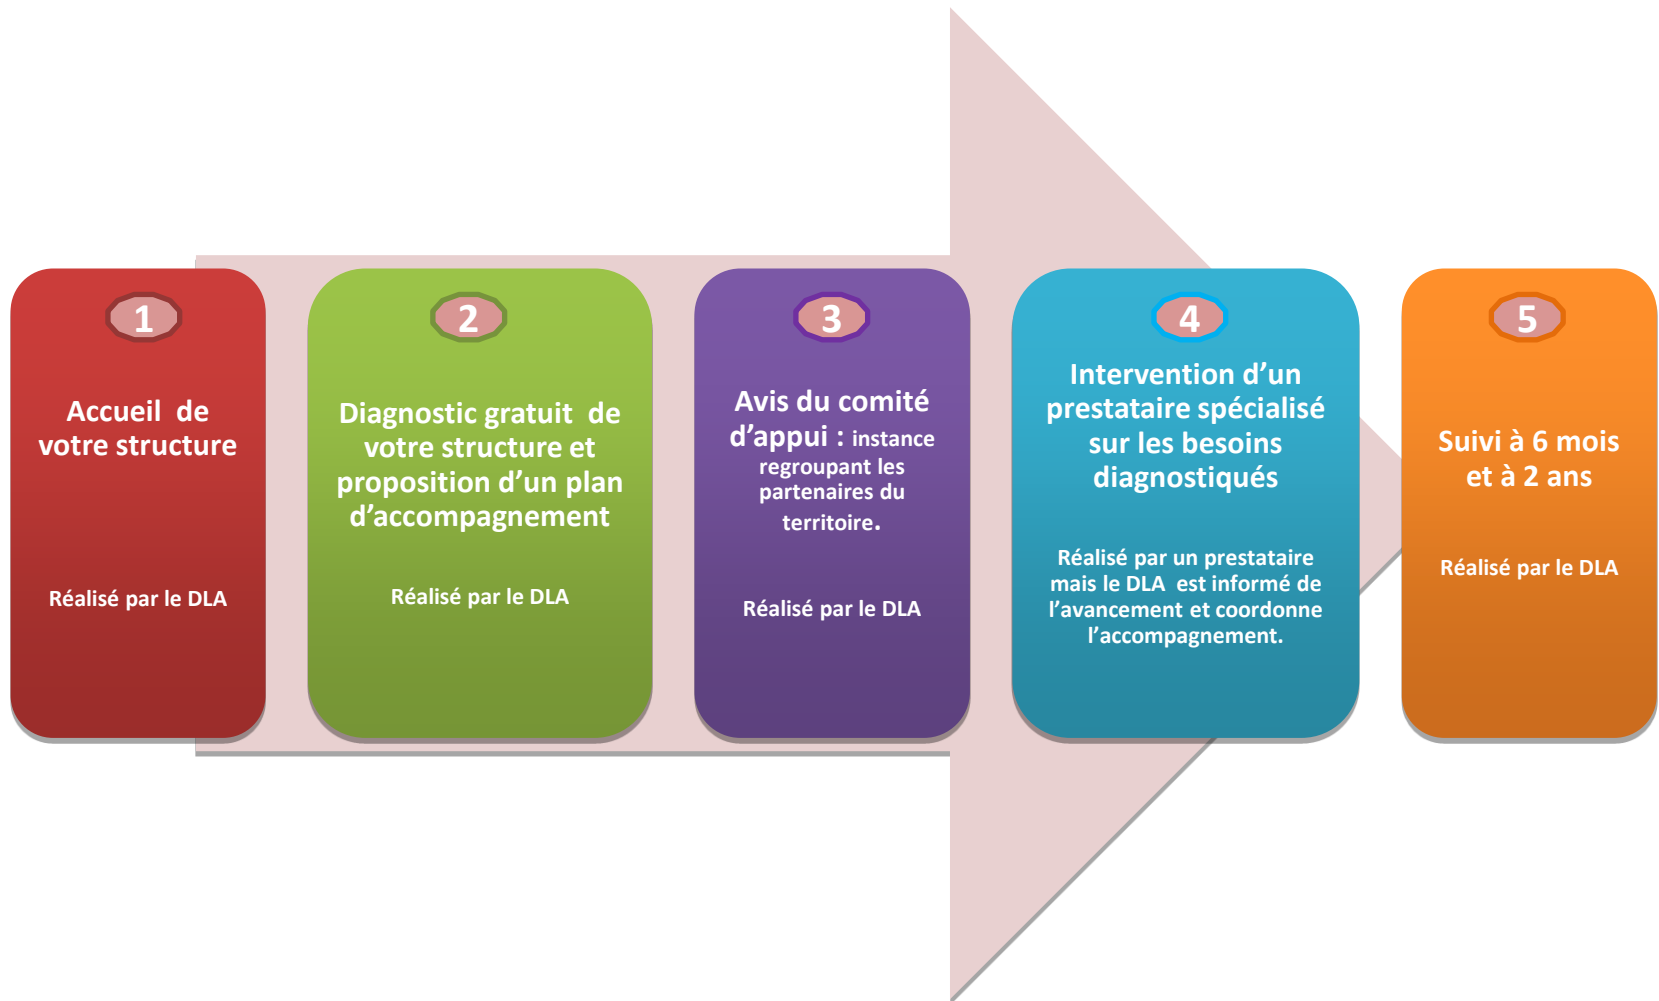 1
Accueil de
votre structure
Réalisé par le DLA
2
Diagnostic gratuit de
votre structure et
proposition d’un plan
d’accompagnement
Réalisé par le DLA
3
Avis du comité
d’appui : instance
regroupant les
partenaires du
territoire.
Réalisé par le DLA
4
Intervention d’un
prestataire spécialisé
sur les besoins
diagnostiqués
Réalisé par un prestataire
mais le DLA est informé de
l’avancement et coordonne
l’accompagnement.
5
Suivi à 6 mois
et à 2 ans
Réalisé par le DLA